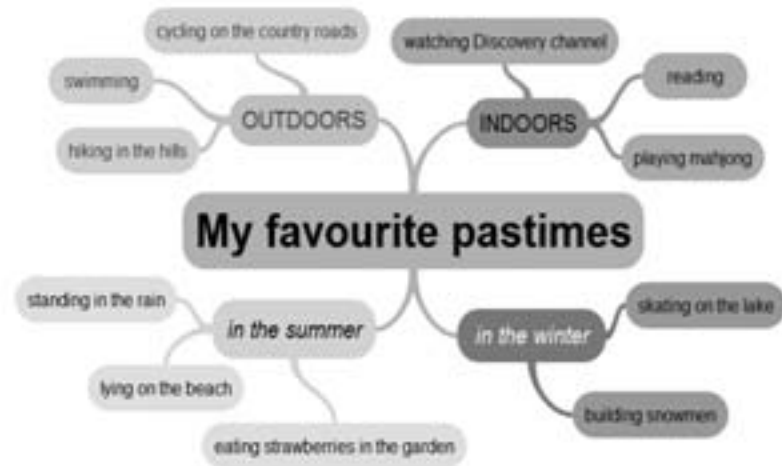 cycling on the country roads
watching Discovery channel
swimming
reading
OUTDOORS
INDOORS
hiking in the hills
playing mahjong
My favourite pastimes
standing in the rain
in the summer
skating on the lake
in the winter
lying on the beach
building snowmen
eating strawberries in the garden